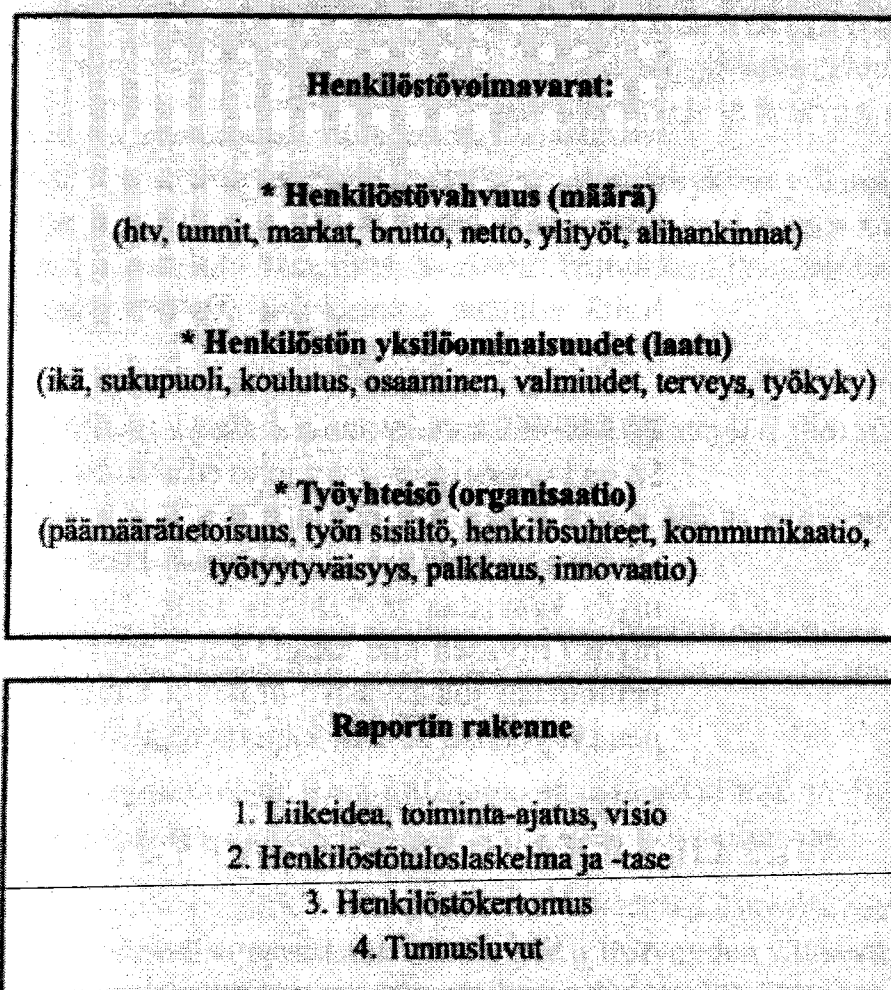 Henkilöstövoimavarat:
* Henkilöstövahvuus (määrä)
(htv, tunnit, markat, brutto, netto, ylityöt, alihankinnat)
* Henkilöstön yksilöominaisuudet (laatu)
(ikä, sukupuoli, koulutus, osaaminen, valmiudet, terveys, työkyky)
* Työyhteisö (organisaatio)
(päämäärätietoisuus, työn sisältö, henkilösuhteet, kommunikaatio,
työtyytyväisyys, palkkaus, innovaatio)
Raportin rakenne
1. Liikeidea, toiminta-ajatus, visio
2. Henkilöstötuloslaskelma ja -tase
3. Henkilöstökertomus
4. Tunnusluvut